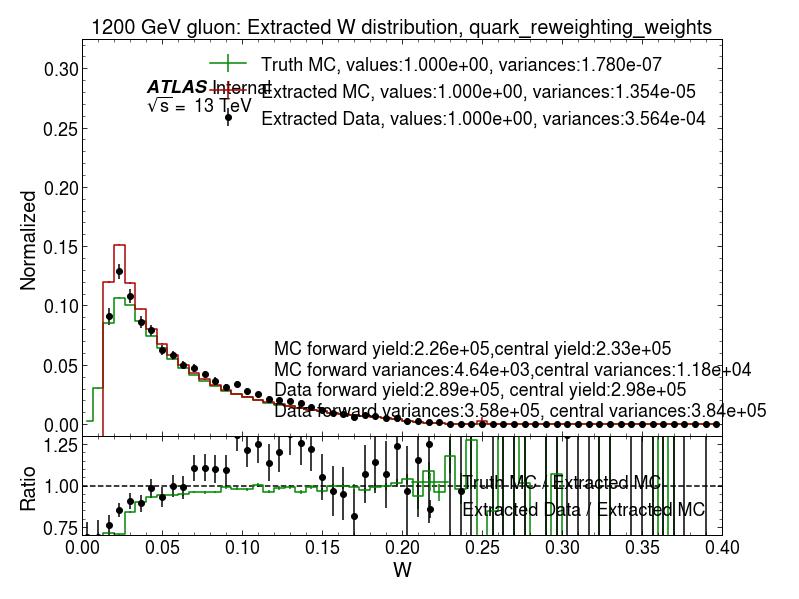 1200 GeV gluon: Extracted W distribution, quark_reweighting_weights
Truth MC, values:1.000e+00, variances:1.780e-07
ATLAS Internal
Extracted MC, values:1.000e+00, variances:1.354e-05
√s = 13 TeV
Extracted Data, values:1.000e+00, variances:3.564e-04
Normalized
0.30
0.25
0.20
0.15
0.10
0.05
0.00
MC forward yield:2.26e+05,central yield:2.33e+05
MC forward variances:4.64e+03,central variances:1.18e+04
Data forward yield:2.89e+05, central yield:2.98e+05
Data forward variances:3.58e+05, central variances:3.84e+05
Ratio
1.25
1.00
0.75
Truth MC / Extracted MC
Extracted Data / Extracted MC
0.00 0.05 0.10 0.15 0.20 0.25 0.30 0.35 0.40
W